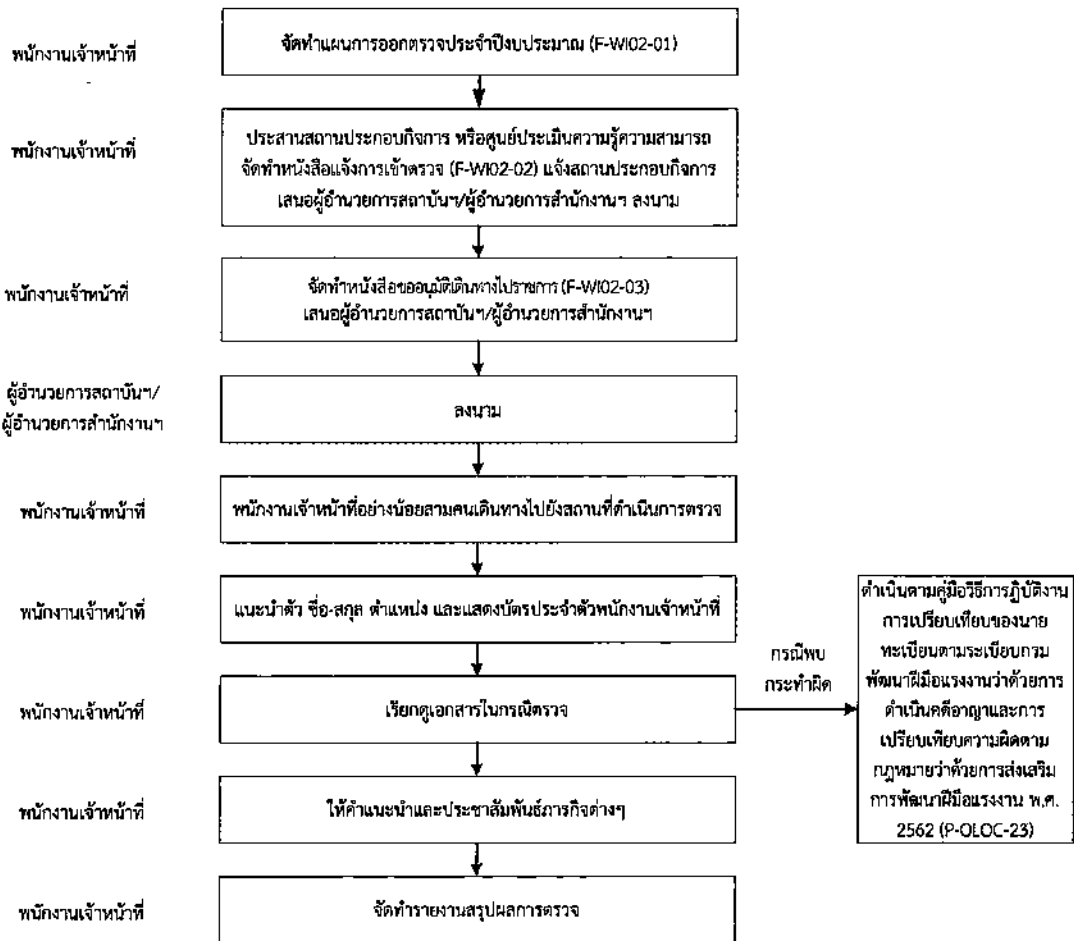 พนักงานเจ้าหน้าที่
จัดทำแผนการออกตรวจประจำปีงบประมาณ (F-WI02-01)
พนักงานเจ้าหน้าที่
ประสานสถานประกอบกิจการ หรือศูนย์ประเมินความรู้ความสามารถ
จัดทำหนังสือแจ้งการเข้าตรวจ (F-WI02-02) แจ้งสถานประกอบกิจการ
เสนอผู้อำนวยการสถาบันฯ/ผู้อำนวยการสำนักงานฯ ลงนาม
พนักงานเจ้าหน้าที่
จัดทำหนังสือขออนุมัติเดินทางไปราชการ (F-WI02-03)
เสนอผู้อำนวยการสถาบันฯ/ผู้อำนวยการสำนักงานฯ
ผู้อำนวยการสถาบันฯ/
ผู้อำนวยการสำนักงานฯ
ลงนาม
พนักงานเจ้าหน้าที่
พนักงานเจ้าหน้าที่อย่างน้อยสามคนเดินทางไปยังสถานที่ดำเนินการตรวจ
พนักงานเจ้าหน้าที่
แนะนำตัว ชื่อ-สกุล ตำแหน่ง และแสดงบัตรประจำตัวพนักงานเจ้าหน้าที่
พนักงานเจ้าหน้าที่
เรียกดูเอกสารในกรณีตรวจ
กรณีพบ
กระทำผิด
ดำเนินตามคู่มือวิธีการฏิบัติงาน
การเปรียบเทียบของนาย
ทะเบียนตามระเบียบกรม
พัฒนาฝีมือแรงงานว่าด้วยการ
ดำเนินคดีอาญาและการ
เปรียบเทียบความผิดตาม
กฎหมายว่าด้วยการส่งเสริม
การพัฒนาฝีมือแรงงาน พ.ศ.
2562 (P-OLOC-23)
พนักงานเจ้าหน้าที่
ให้คำแนะนำและประชาสัมพันธ์ภารกิจต่างๆ
พนักงานเจ้าหน้าที่
จัดทำรายงานสรุปผลการตรวจ